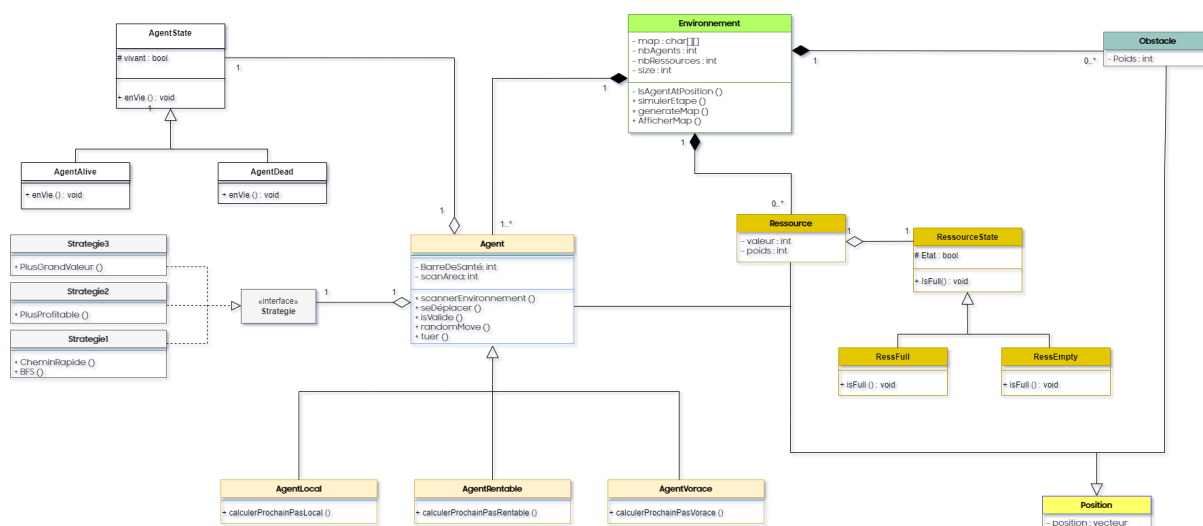 AgentState
# vivant : bool
+ enVie () : void
1
1
AgentAlive
+ enVie () : void
AgentDead
+ enVie () : void
Environnement
- map : char[][]
- nbAgents : int
- nbRessources : int
- size : int
- IsAgentAtPosition ()
+ simulerEtape ()
+ generateMap ()
+ AfficherMap ()
1
1
1
0..*
Obstacle
- Poids : int
Strategie3
+ PlusGrandValeur ()
Strategie2
+ PlusProfitable ()
Strategie1
+ CheminRapide ()
+ BFS ()
«interface»
Strategie
1
1
1
1..*
Agent
- BarreDeSanté: int
- scanArea: int
+ scannerEnvironnement ()
+ seDéplacer ()
+ isValide ()
+ randomMove ()
+ tuer ()
0..*
Ressource
- valeur : int
- poids : int
1
1
RessourceState
# Etat : bool
+ IsFull() : void
RessFull
+ isFull () : void
RessEmpty
+ isFull () : void
AgentLocal
+ calculerProchainPasLocal ()
AgentRentable
+ calculerProchainPasRentable ()
AgentVorace
+ calculerProchainPasVorace ()
Position
- position : vecteur